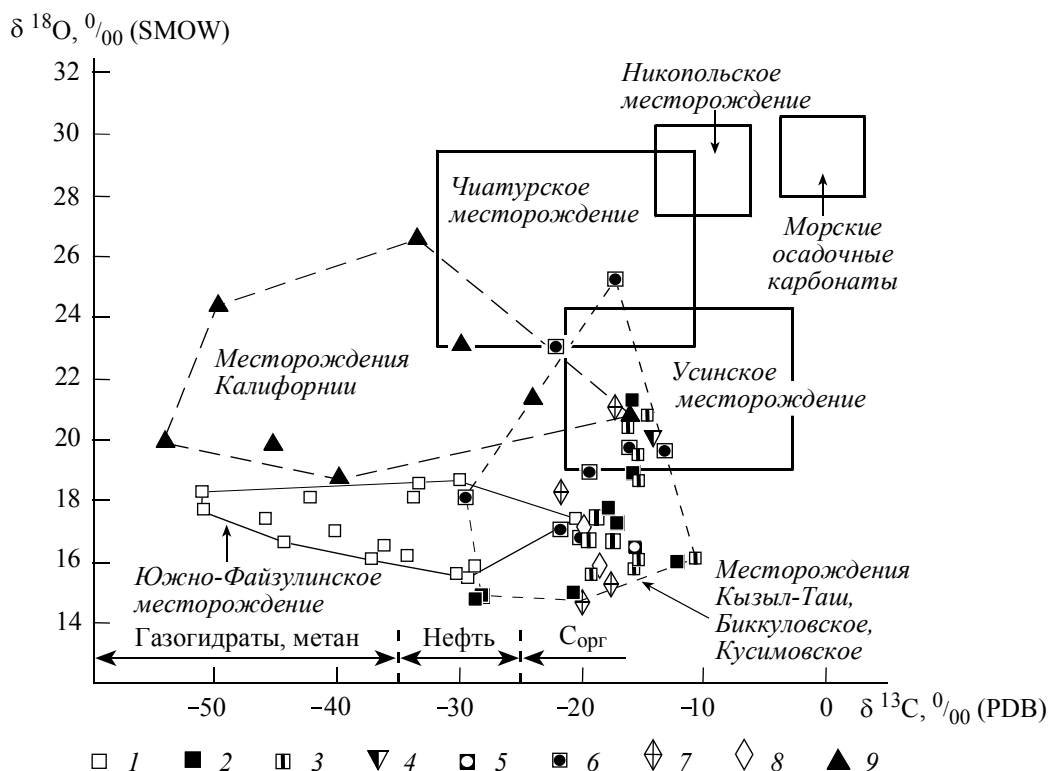 δ ¹⁸O, ⁰/₀₀ (SMOW)
32
30
28
26
24
22
20
18
16
14
Никопольское
месторождение
Чиатурское
месторождение
Морские
осадочные
карбонаты
Месторождения
Калифорнии
Усинское
месторождение
Южно-Файзулинское
месторождение
Месторождения
Кызыл-Таш,
Биккуловское,
Кусимовское
Газогидраты, метан
Нефть
Cорг
−50
−40
−30
−20
−10
0
δ ¹³C, ⁰/₀₀ (PDB)
1 2 3 4 5 6 7 8 9